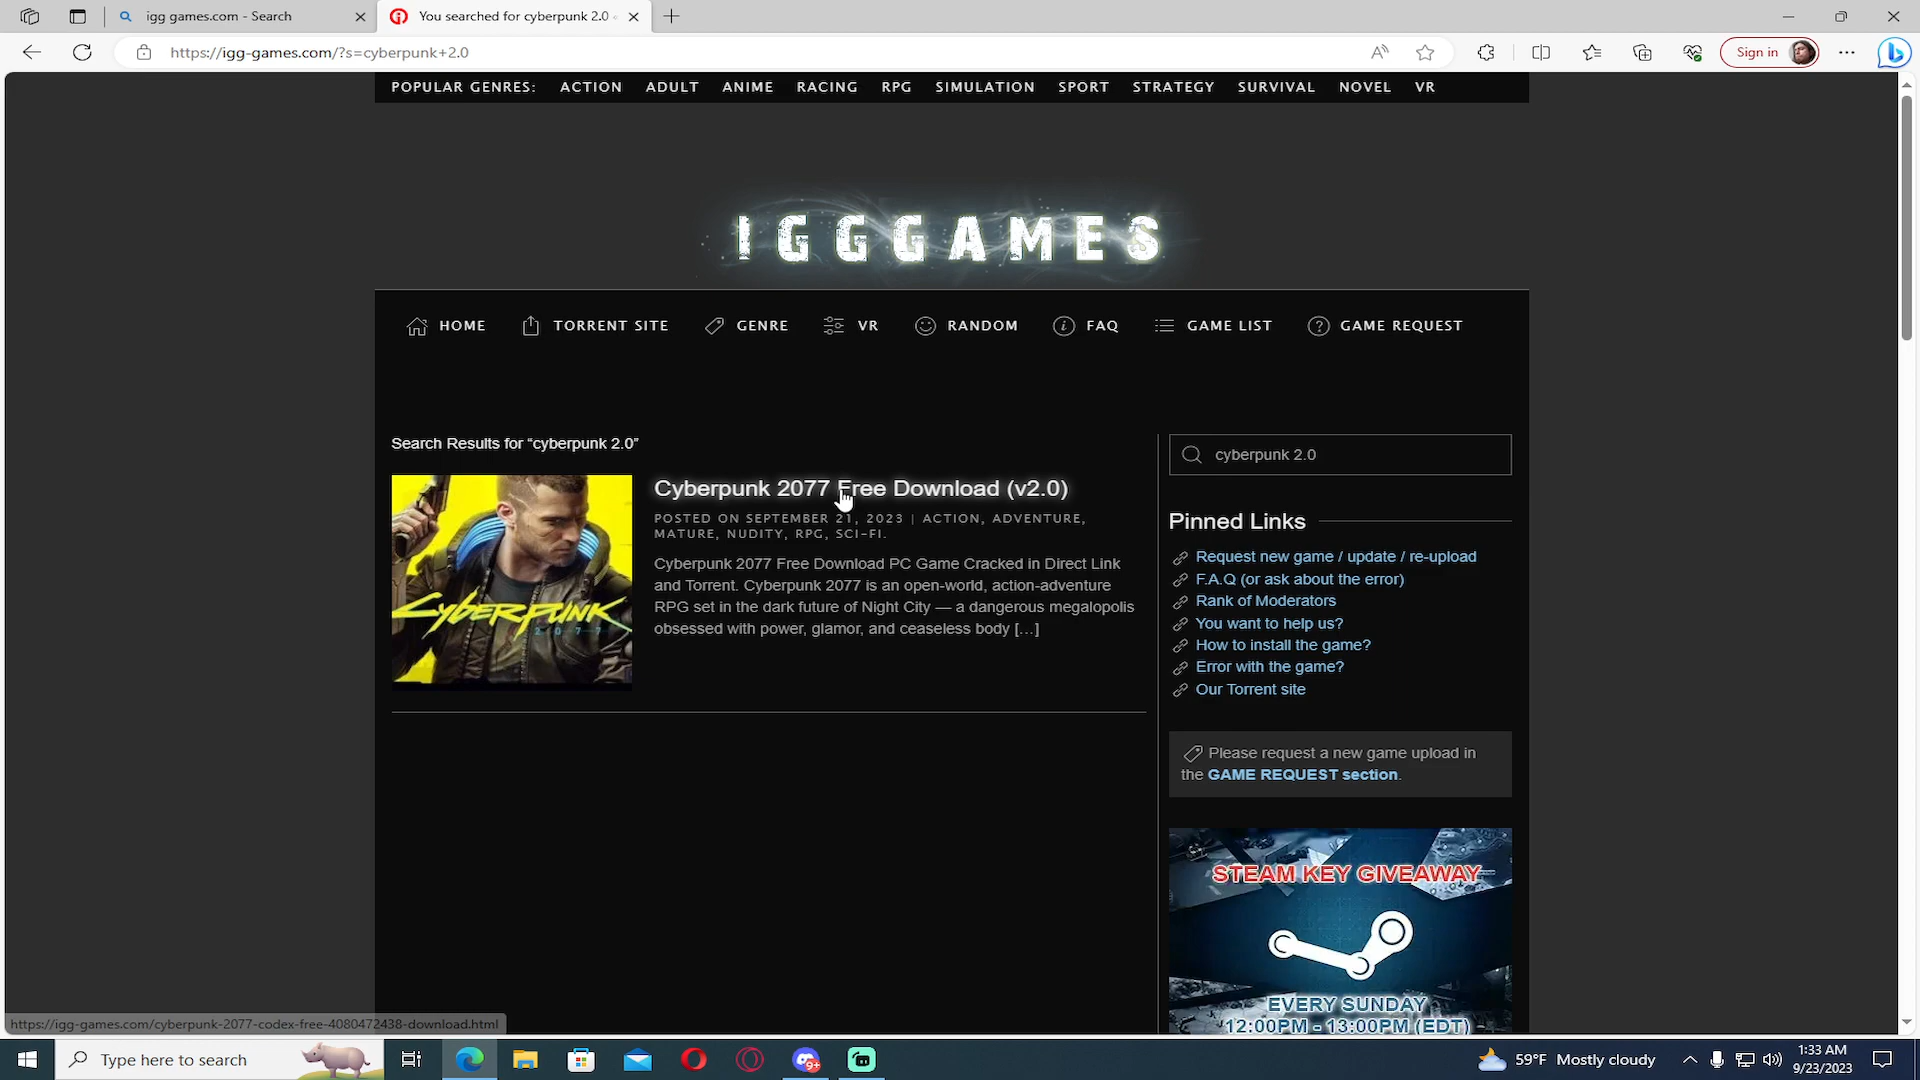 igg games.com - Search
You searched for cyberpunk 2.0
https://igg-games.com/?s=cyberpunk+2.0
Sign in
POPULAR GENRES: ACTION ADULT ANIME RACING RPG SIMULATION SPORT STRATEGY SURVIVAL NOVEL VR
IGGGAMES
HOME TORRENT SITE GENRE VR RANDOM FAQ GAME LIST GAME REQUEST
Search Results for “cyberpunk 2.0”
CYBERPUNK
2077
Cyberpunk 2077 Free Download (v2.0)
POSTED ON SEPTEMBER 21, 2023 | ACTION, ADVENTURE,
MATURE, NUDITY, RPG, SCI-FI.
Cyberpunk 2077 Free Download PC Game Cracked in Direct Link
and Torrent. Cyberpunk 2077 is an open-world, action-adventure
RPG set in the dark future of Night City — a dangerous megalopolis
obsessed with power, glamor, and ceaseless body […]
cyberpunk 2.0
Pinned Links
Request new game / update / re-upload
F.A.Q (or ask about the error)
Rank of Moderators
You want to help us?
How to install the game?
Error with the game?
Our Torrent site
Please request a new game upload in
the GAME REQUEST section.
STEAM KEY GIVEAWAY
EVERY SUNDAY
12:00PM - 13:00PM (EDT)
https://igg-games.com/cyberpunk-2077-codex-free-4080472438-download.html
Type here to search
59°F Mostly cloudy
1:33 AM
9/23/2023